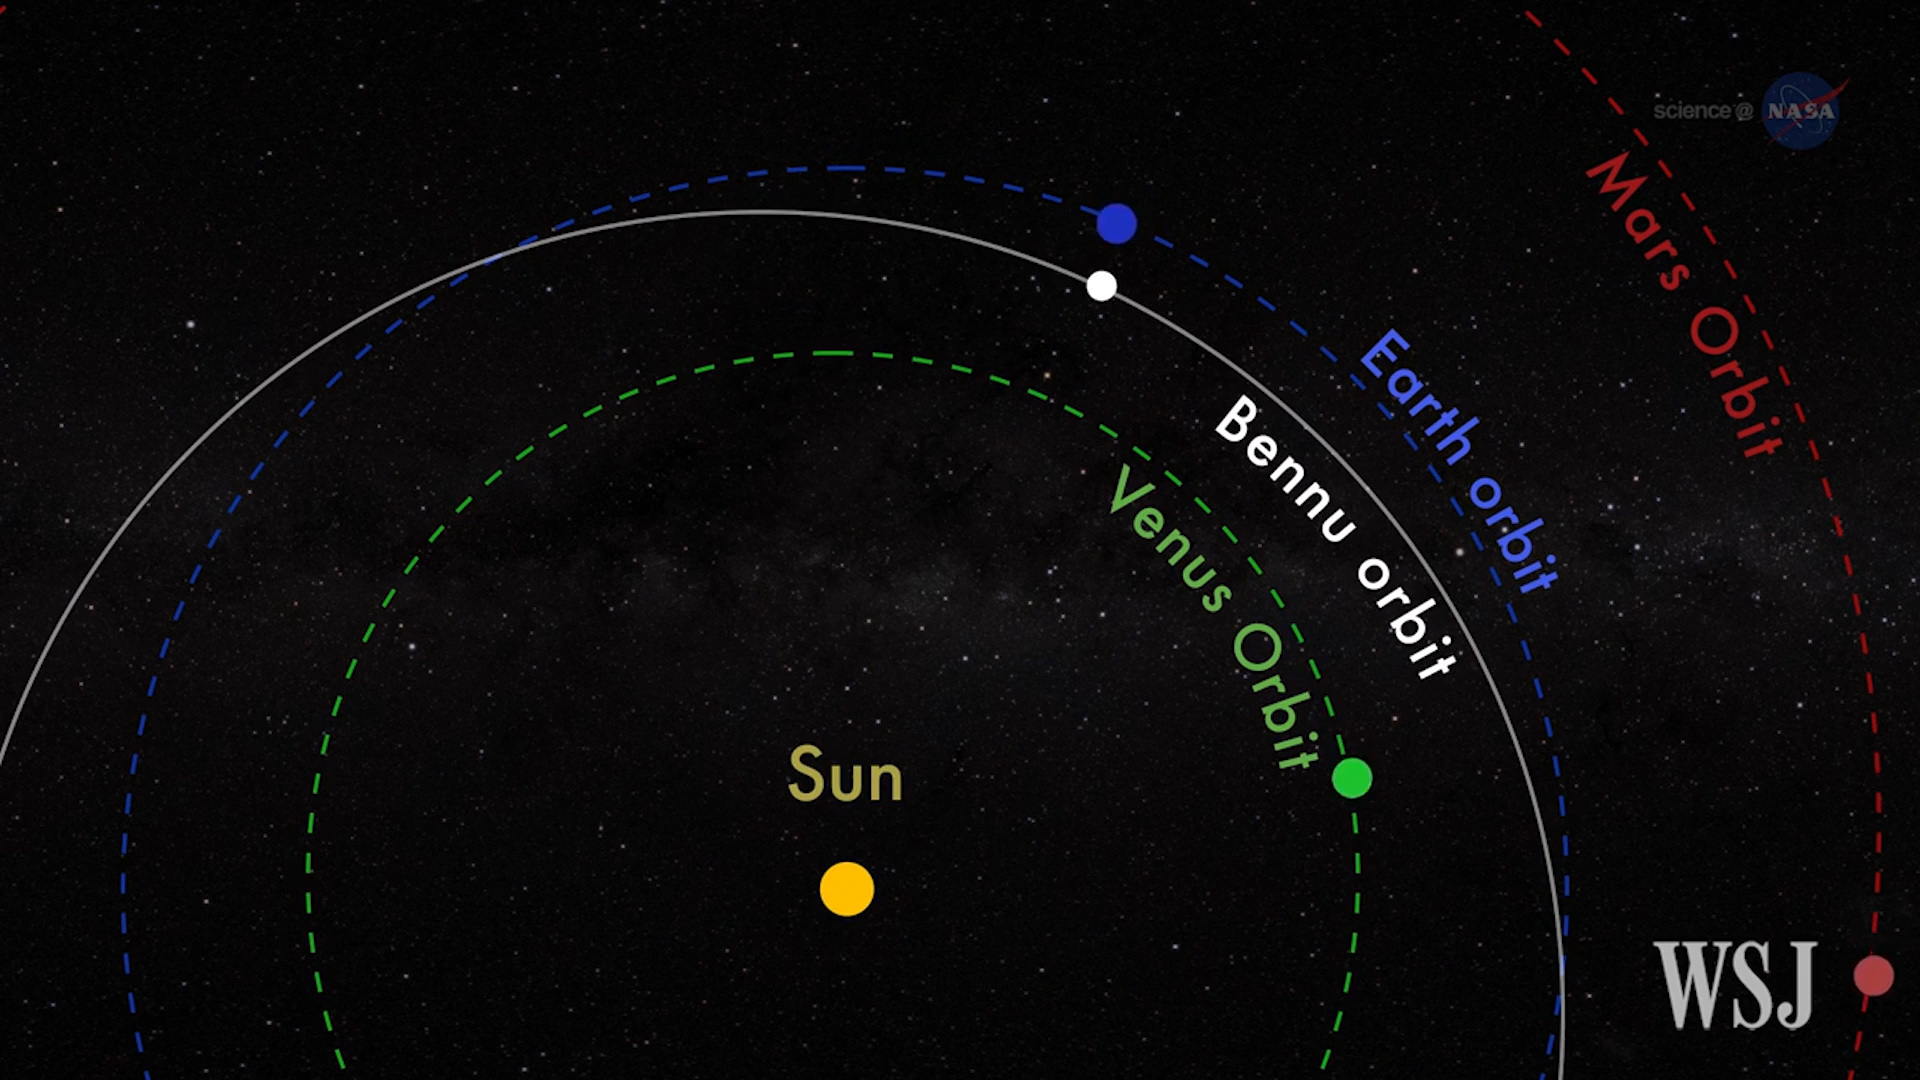 science@
NASA
Mars Orbit
Earth orbit
Bennu orbit
Venus Orbit
Sun
WSJ